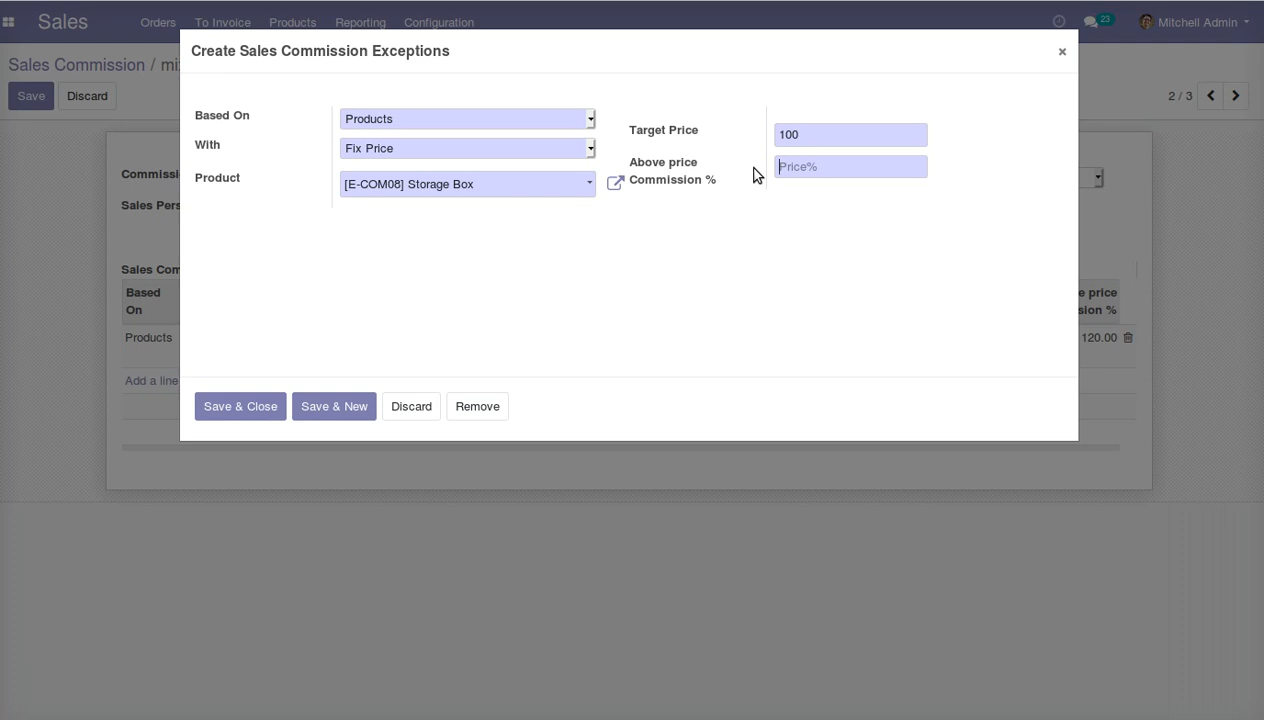 Sales
Orders
To Invoice
Products
Reporting
Configuration
23
Mitchell Admin
Sales Commission / mi
Save
Discard
2 / 3
Create Sales Commission Exceptions
×
Based On
Products
With
Fix Price
Product
[E-COM08] Storage Box
Target Price
100
Above price
Commission %
Price%
Commissi
Sales Pers
Sales Com
Based
On
e price
sion %
Products
120.00
Add a line
Save & Close
Save & New
Discard
Remove